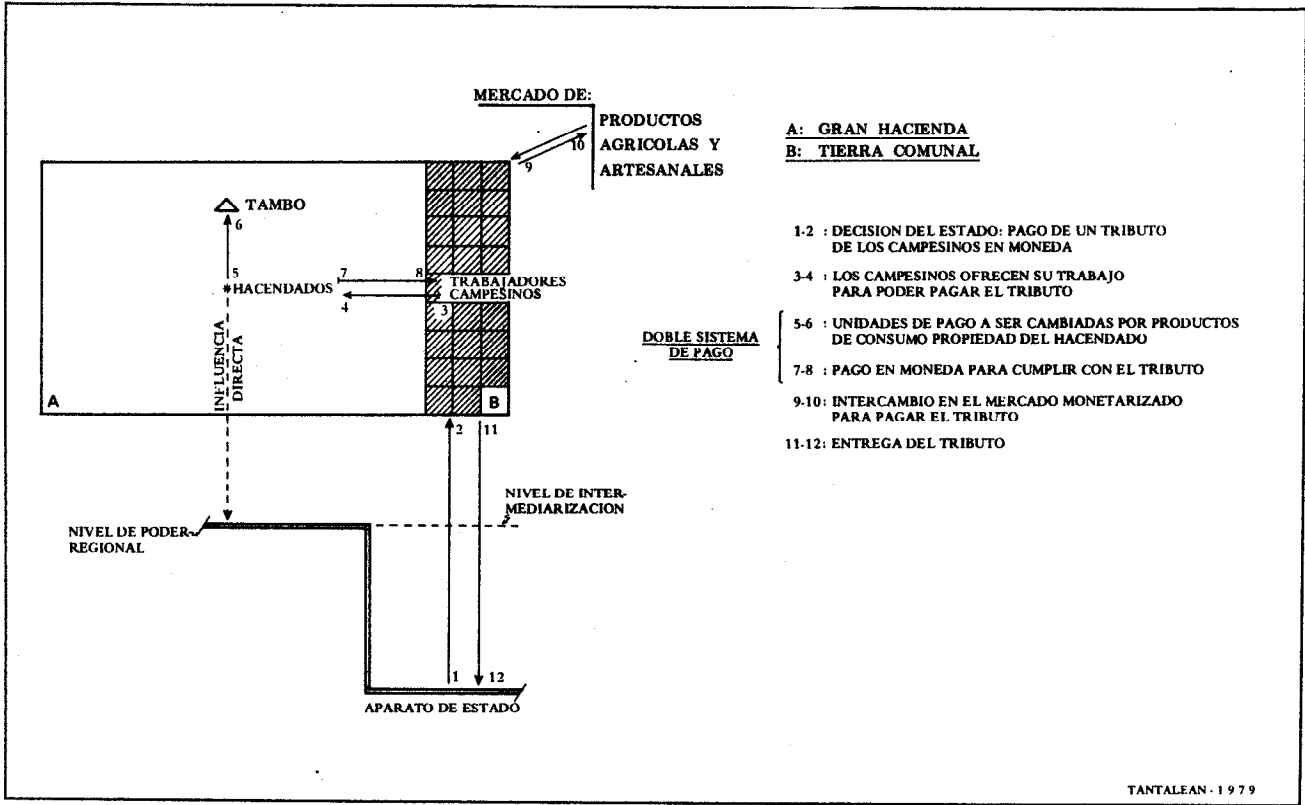 MERCADO DE:
PRODUCTOS
AGRICOLAS Y
ARTESANALES
10
9
A: GRAN HACIENDA
B: TIERRA COMUNAL
TAMBO
6
5
HACENDADOS
7
8
TRABAJADORES
CAMPESINOS
4
3
INFLUENCIA
DIRECTA
A
B
2
11
1-2 : DECISION DEL ESTADO: PAGO DE UN TRIBUTO
DE LOS CAMPESINOS EN MONEDA
3-4 : LOS CAMPESINOS OFRECEN SU TRABAJO
PARA PODER PAGAR EL TRIBUTO
DOBLE SISTEMA
DE PAGO
5-6 : UNIDADES DE PAGO A SER CAMBIADAS POR PRODUCTOS
DE CONSUMO PROPIEDAD DEL HACENDADO
7-8 : PAGO EN MONEDA PARA CUMPLIR CON EL TRIBUTO
9-10: INTERCAMBIO EN EL MERCADO MONETARIZADO
PARA PAGAR EL TRIBUTO
11-12: ENTREGA DEL TRIBUTO
NIVEL DE INTER-
MEDIARIZACION
NIVEL DE PODER
REGIONAL
1
12
APARATO DE ESTADO
TANTALEAN - 1979